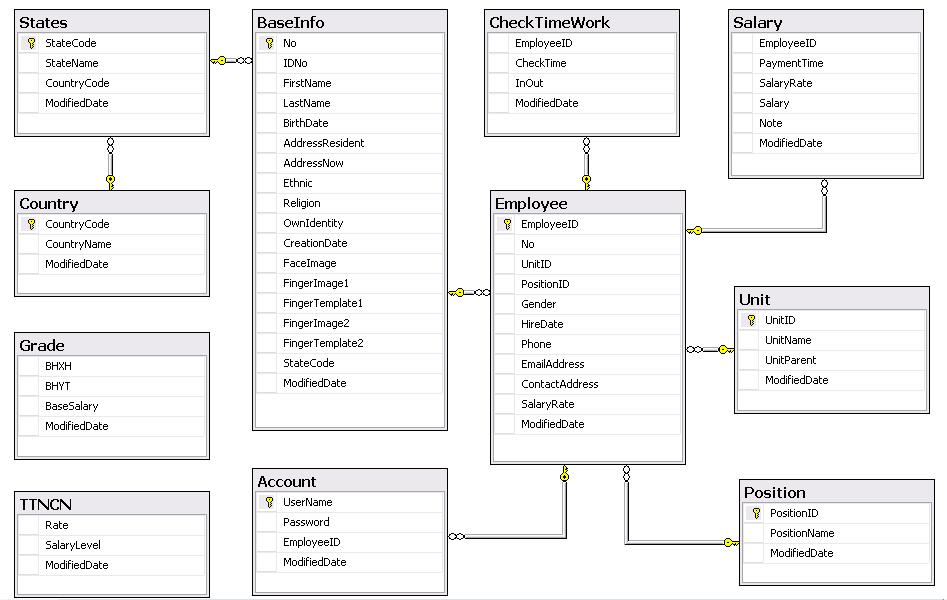 States
StateCode
StateName
CountryCode
ModifiedDate
Country
CountryCode
CountryName
ModifiedDate
Grade
BHXH
BHYT
BaseSalary
ModifiedDate
TTNCN
Rate
SalaryLevel
ModifiedDate
BaseInfo
No
IDNo
FirstName
LastName
BirthDate
AddressResident
AddressNow
Ethnic
Religion
OwnIdentity
CreationDate
FaceImage
FingerImage1
FingerTemplate1
FingerImage2
FingerTemplate2
StateCode
ModifiedDate
Account
UserName
Password
EmployeeID
ModifiedDate
CheckTimeWork
EmployeeID
CheckTime
InOut
ModifiedDate
Employee
EmployeeID
No
UnitID
PositionID
Gender
HireDate
Phone
EmailAddress
ContactAddress
SalaryRate
ModifiedDate
Salary
EmployeeID
PaymentTime
SalaryRate
Salary
Note
ModifiedDate
Unit
UnitID
UnitName
UnitParent
ModifiedDate
Position
PositionID
PositionName
ModifiedDate